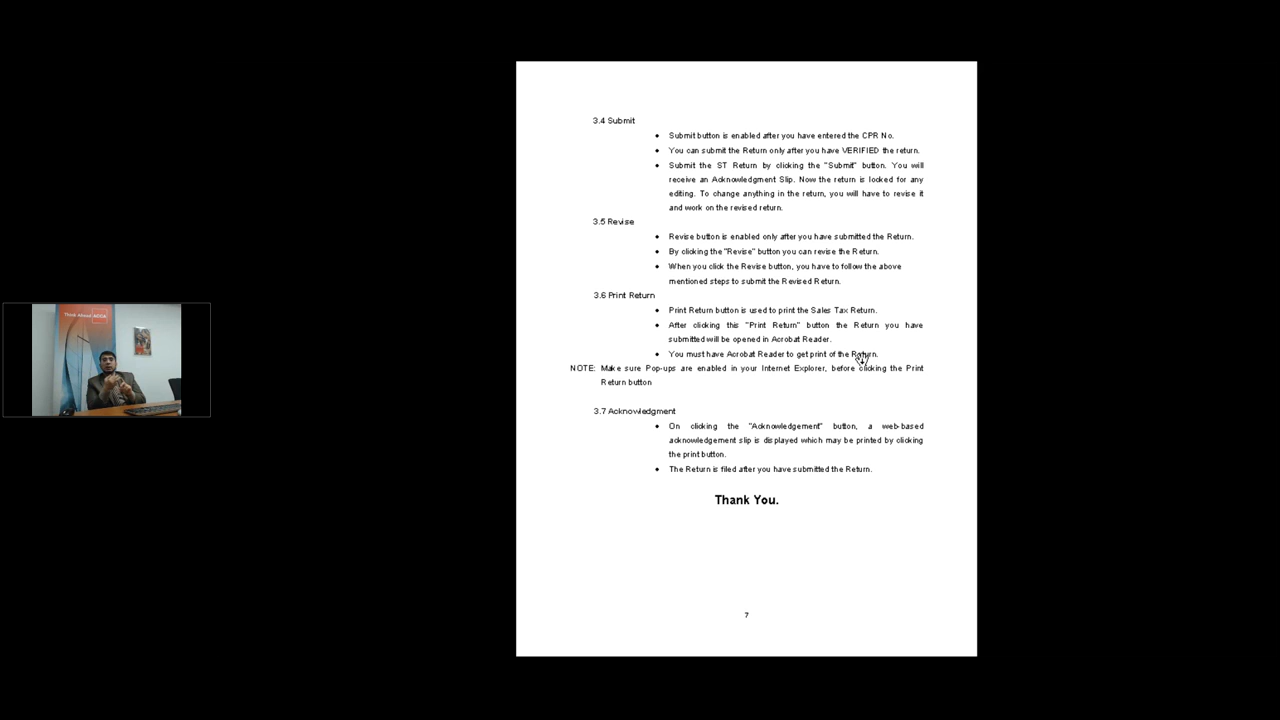 Think Ahead ACCA
3.4 Submit
• Submit button is enabled after you have entered the CPR No.
• You can submit the Return only after you have VERIFIED the return.
• Submit the ST Return by clicking the "Submit" button. You will
receive an Acknowledgment Slip. Now the return is looked for any
editing. To change anything in the return, you will have to revise it
and work on the revised return.
3.5 Revise
• Revise button is enabled only after you have submitted the Return.
• By clicking the "Revise" button you can revise the Return.
• When you click the Revise button, you have to follow the above
mentioned steps to submit the Revised Return.
3.6 Print Return
• Print Return button is used to print the Sales Tax Return.
• After clicking this "Print Return" button the Return you have
submitted will be opened in Acrobat Reader.
• You must have Acrobat Reader to get print of the Return.
NOTE: Make sure Pop-ups are enabled in your Internet Explorer, before clicking the Print
Return button
3.7 Acknowledgment
• On clicking the "Acknowledgement" button, a web-based
acknowledgement slip is displayed which may be printed by clicking
the print button.
• The Return is filed after you have submitted the Return.
Thank You.
7